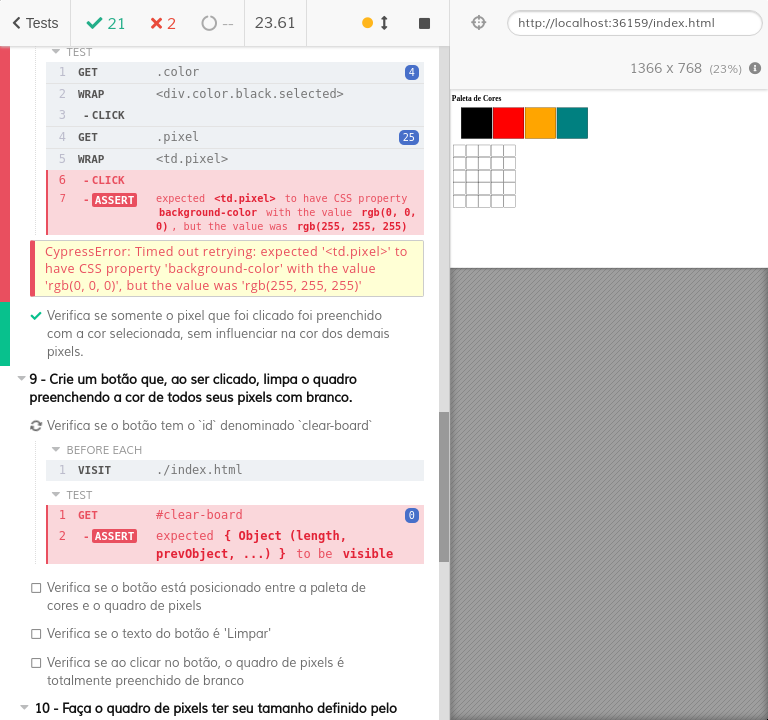 Tests 21 2 -- 23.61 http://localhost:36159/index.html
1366 x 768 (23%)
TEST
1 GET .color 4
2 WRAP <div.color.black.selected>
3 - CLICK
4 GET .pixel 25
5 WRAP <td.pixel>
6 - CLICK
7 - ASSERT expected <td.pixel> to have CSS property
background-color with the value rgb(0, 0,
0) , but the value was rgb(255, 255, 255)
CypressError: Timed out retrying: expected '<td.pixel>' to
have CSS property 'background-color' with the value
'rgb(0, 0, 0)', but the value was 'rgb(255, 255, 255)'
Verifica se somente o pixel que foi clicado foi preenchido
com a cor selecionada, sem influenciar na cor dos demais
pixels.
9 - Crie um botão que, ao ser clicado, limpa o quadro
preenchendo a cor de todos seus pixels com branco.
Verifica se o botão tem o `id` denominado `clear-board`
BEFORE EACH
1 VISIT ./index.html
TEST
1 GET #clear-board 0
2 - ASSERT expected { Object (length,
prevObject, ...) } to be visible
Verifica se o botão está posicionado entre a paleta de
cores e o quadro de pixels
Verifica se o texto do botão é 'Limpar'
Verifica se ao clicar no botão, o quadro de pixels é
totalmente preenchido de branco
10 - Faça o quadro de pixels ter seu tamanho definido pelo
Paleta de Cores